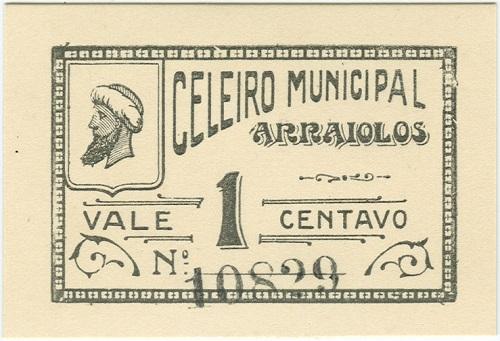 CELEIRO MUNICIPAL
ARRAIOLOS
VALE 1 CENTAVO
Nº 10829